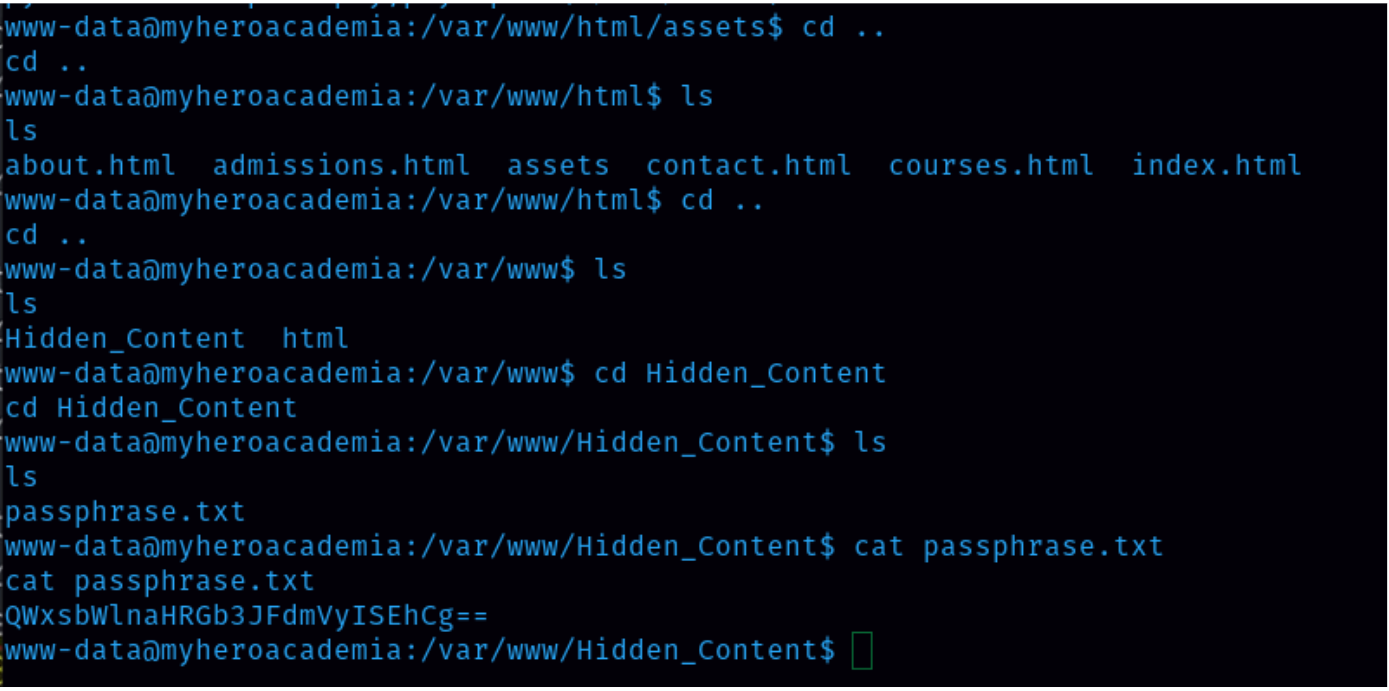 www-data@myheroacademia:/var/www/html/assets$ cd ..
cd ..
www-data@myheroacademia:/var/www/html$ ls
ls
about.html  admissions.html  assets  contact.html  courses.html  index.html
www-data@myheroacademia:/var/www/html$ cd ..
cd ..
www-data@myheroacademia:/var/www$ ls
ls
Hidden_Content  html
www-data@myheroacademia:/var/www$ cd Hidden_Content
cd Hidden_Content
www-data@myheroacademia:/var/www/Hidden_Content$ ls
ls
passphrase.txt
www-data@myheroacademia:/var/www/Hidden_Content$ cat passphrase.txt
cat passphrase.txt
QWxsbWlnaHRGb3JFdmVyISEhCg==
www-data@myheroacademia:/var/www/Hidden_Content$